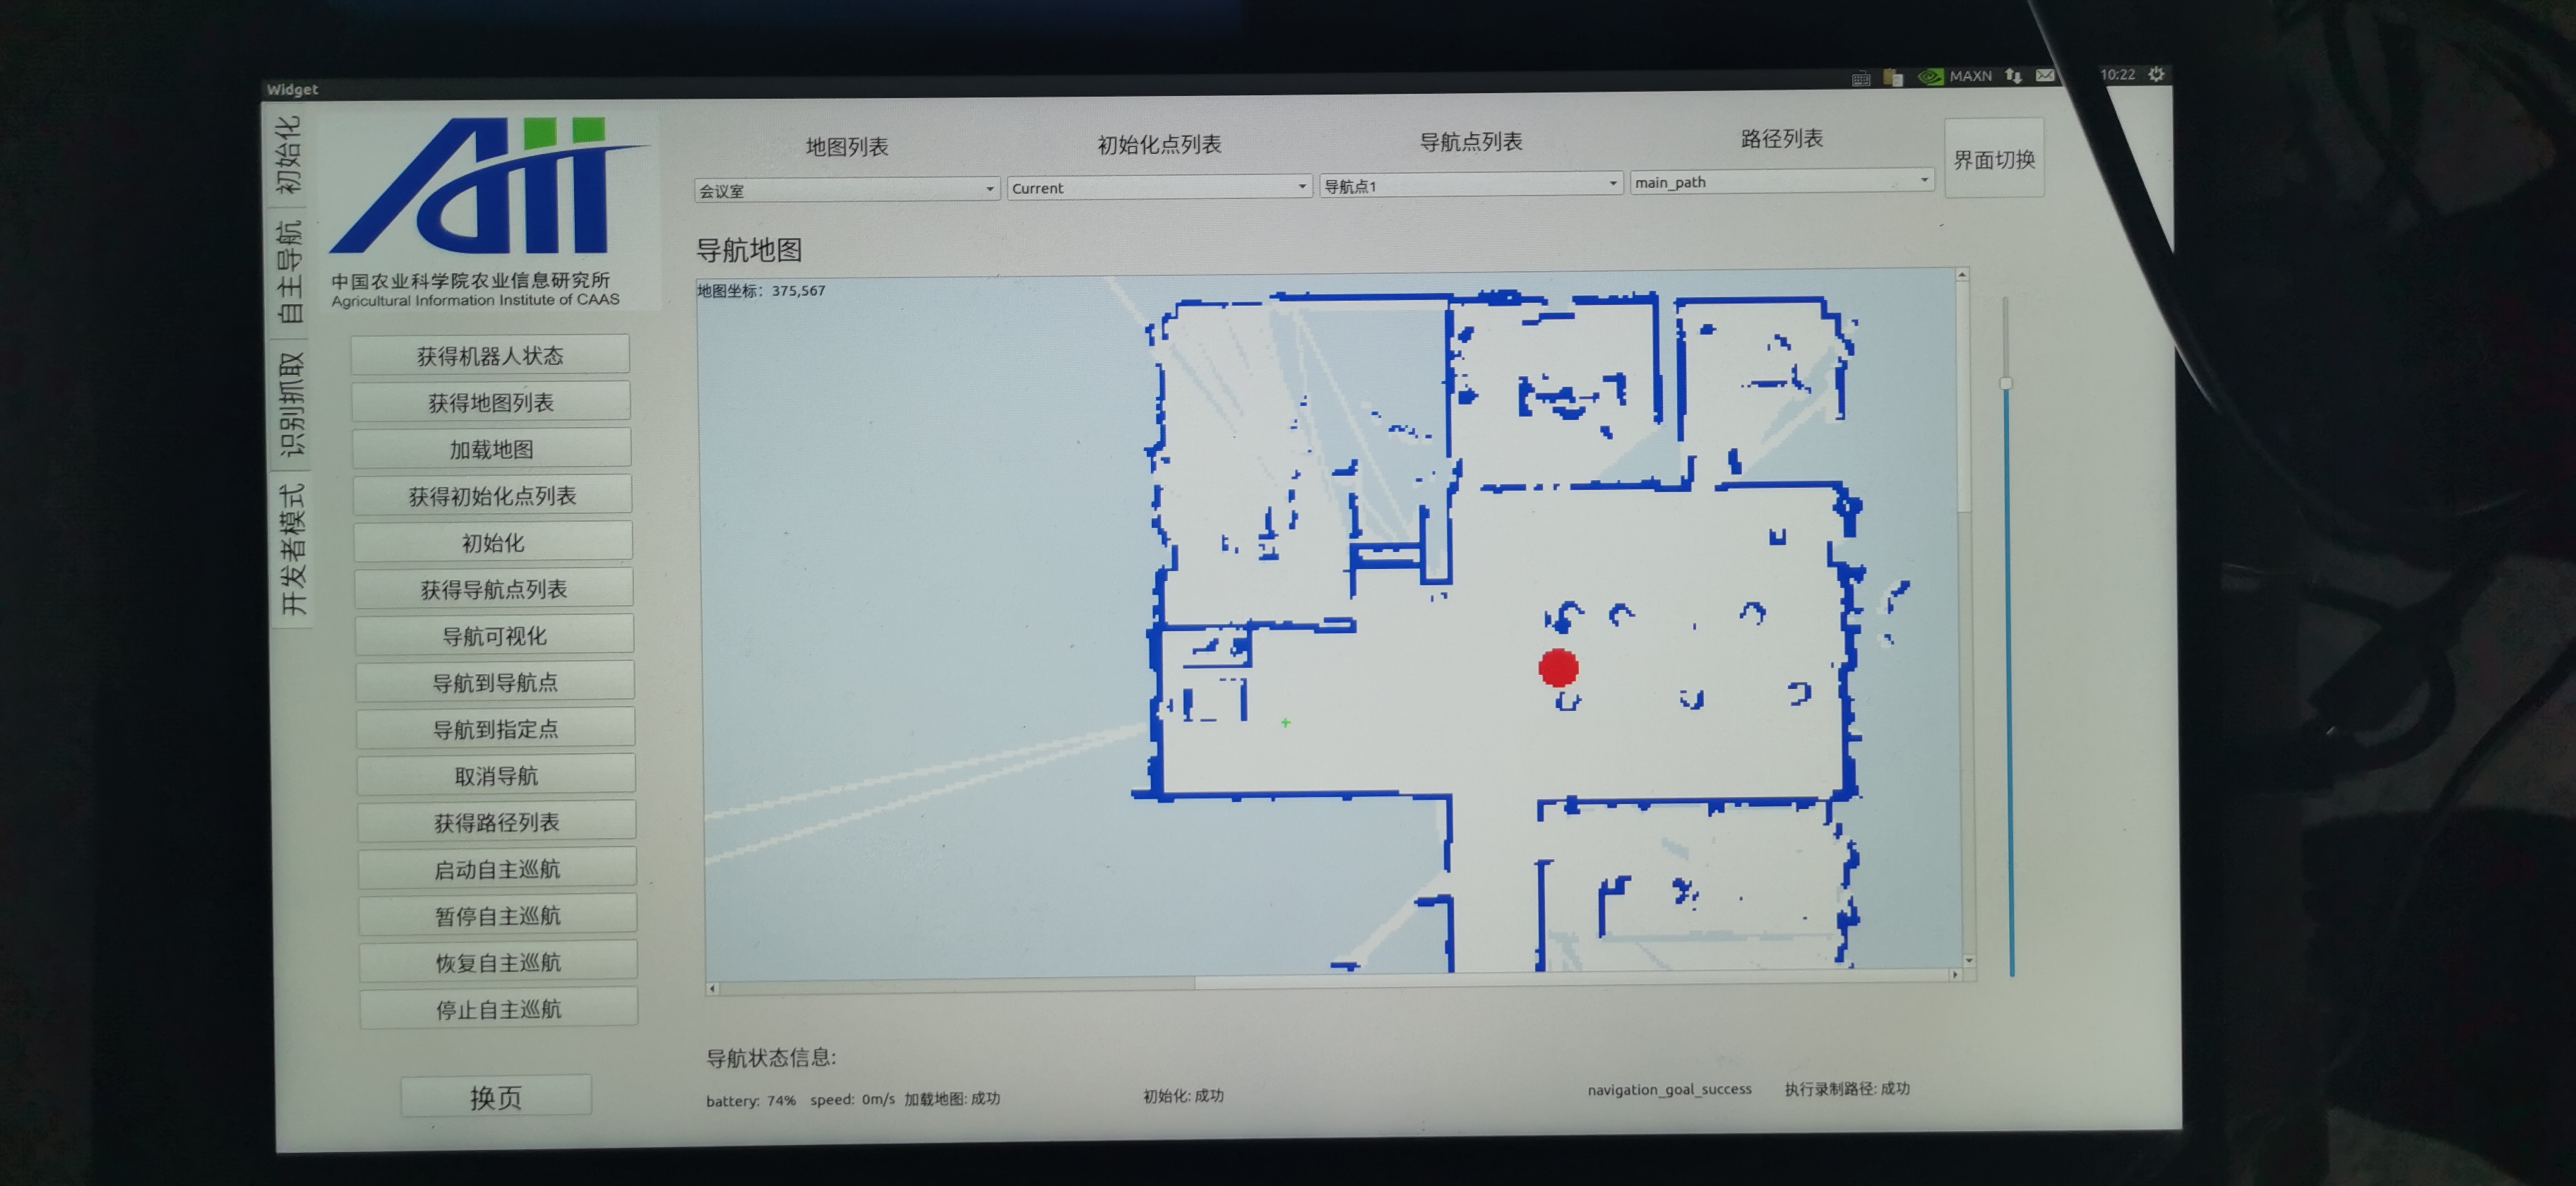 Widget
MAXN
10:22
初始化
自主导航
识别抓取
开发者模式
AII
中国农业科学院农业信息研究所
Agricultural Information Institute of CAAS
获得机器人状态
获得地图列表
加载地图
获得初始化点列表
初始化
获得导航点列表
导航可视化
导航到导航点
导航到指定点
取消导航
获得路径列表
启动自主巡航
暂停自主巡航
恢复自主巡航
停止自主巡航
换页
地图列表
初始化点列表
导航点列表
路径列表
会议室
Current
导航点1
main_path
界面切换
导航地图
地图坐标: 375,567
导航状态信息:
battery: 74%
speed: 0m/s
加载地图: 成功
初始化: 成功
navigation_goal_success
执行录制路径: 成功